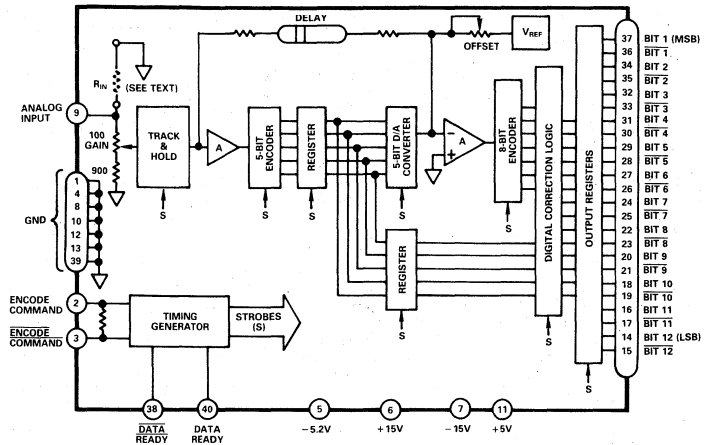 DELAY
OFFSET
VREF
RIN
(SEE TEXT)
ANALOG
INPUT
9
100
GAIN
900
TRACK
&
HOLD
S
A
5-BIT
ENCODER
S
REGISTER
S
5-BIT D/A
CONVERTER
S
−
+
A
8-BIT
ENCODER
S
DIGITAL CORRECTION LOGIC
S
OUTPUT REGISTERS
S
REGISTER
S
GND
1
4
8
10
12
13
39
ENCODE
COMMAND
2
ENCODE
COMMAND
3
TIMING
GENERATOR
STROBES
(S)
38
DATA
READY
40
DATA
READY
5
−5.2V
6
+15V
7
−15V
11
+5V
37 BIT 1 (MSB)
36 BIT 1
34 BIT 2
35 BIT 2
32 BIT 3
33 BIT 3
31 BIT 4
30 BIT 4
29 BIT 5
28 BIT 5
27 BIT 6
26 BIT 6
24 BIT 7
25 BIT 7
22 BIT 8
23 BIT 8
20 BIT 9
21 BIT 9
18 BIT 10
19 BIT 10
16 BIT 11
17 BIT 11
14 BIT 12 (LSB)
15 BIT 12